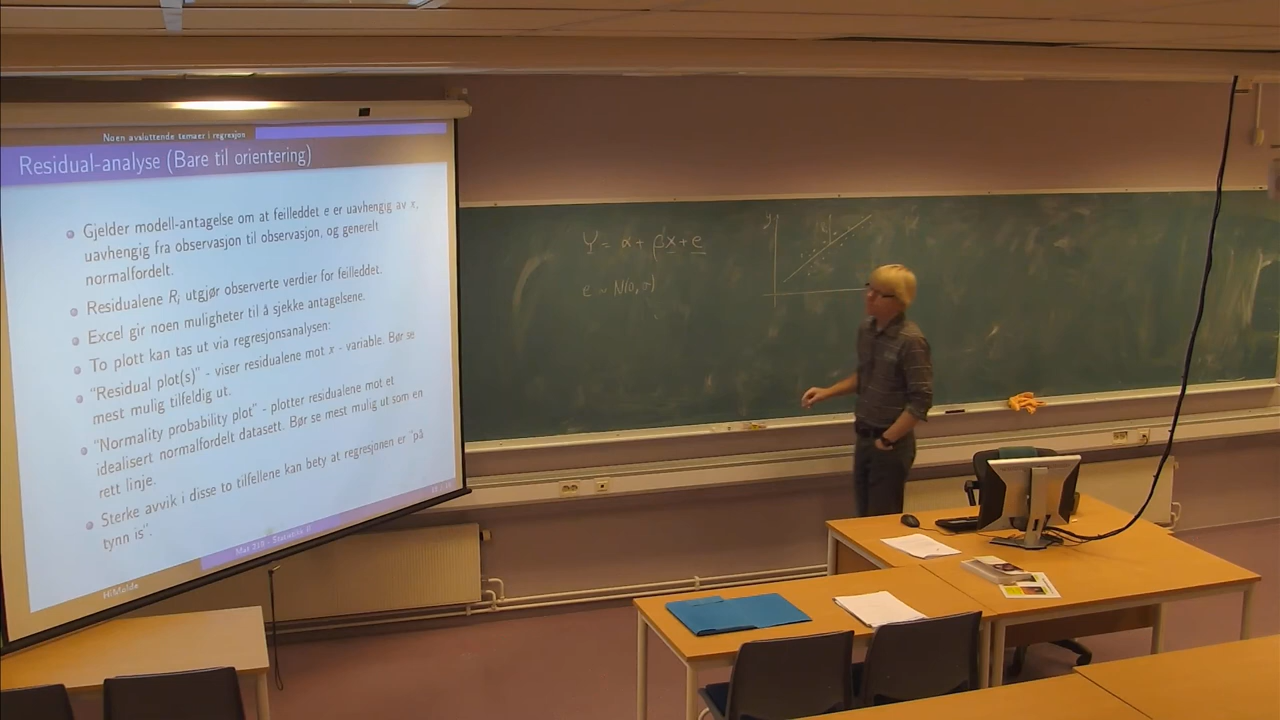 Noen avsluttende temaer i regresjon
Residual-analyse (Bare til orientering)
Gjelder modell-antagelse om at feilleddet e er uavhengig av x,
uavhengig fra observasjon til observasjon, og generelt
normalfordelt.
Residualene Ri utgjør observerte verdier for feilleddet.
Excel gir noen muligheter til å sjekke antagelsene.
To plott kan tas ut via regresjonsanalysen:
"Residual plot(s)" - viser residualene mot x - variable. Bør se
mest mulig tilfeldig ut.
"Normality probability plot" - plotter residualene mot et
idealisert normalfordelt datasett. Bør se mest mulig ut som en
rett linje.
Sterke avvik i disse to tilfellene kan bety at regresjonen er "på
tynn is".
HiMolde
Mat 210 - Statistikk II
Y = α + βx + e
e ~ N(0, σ)
y